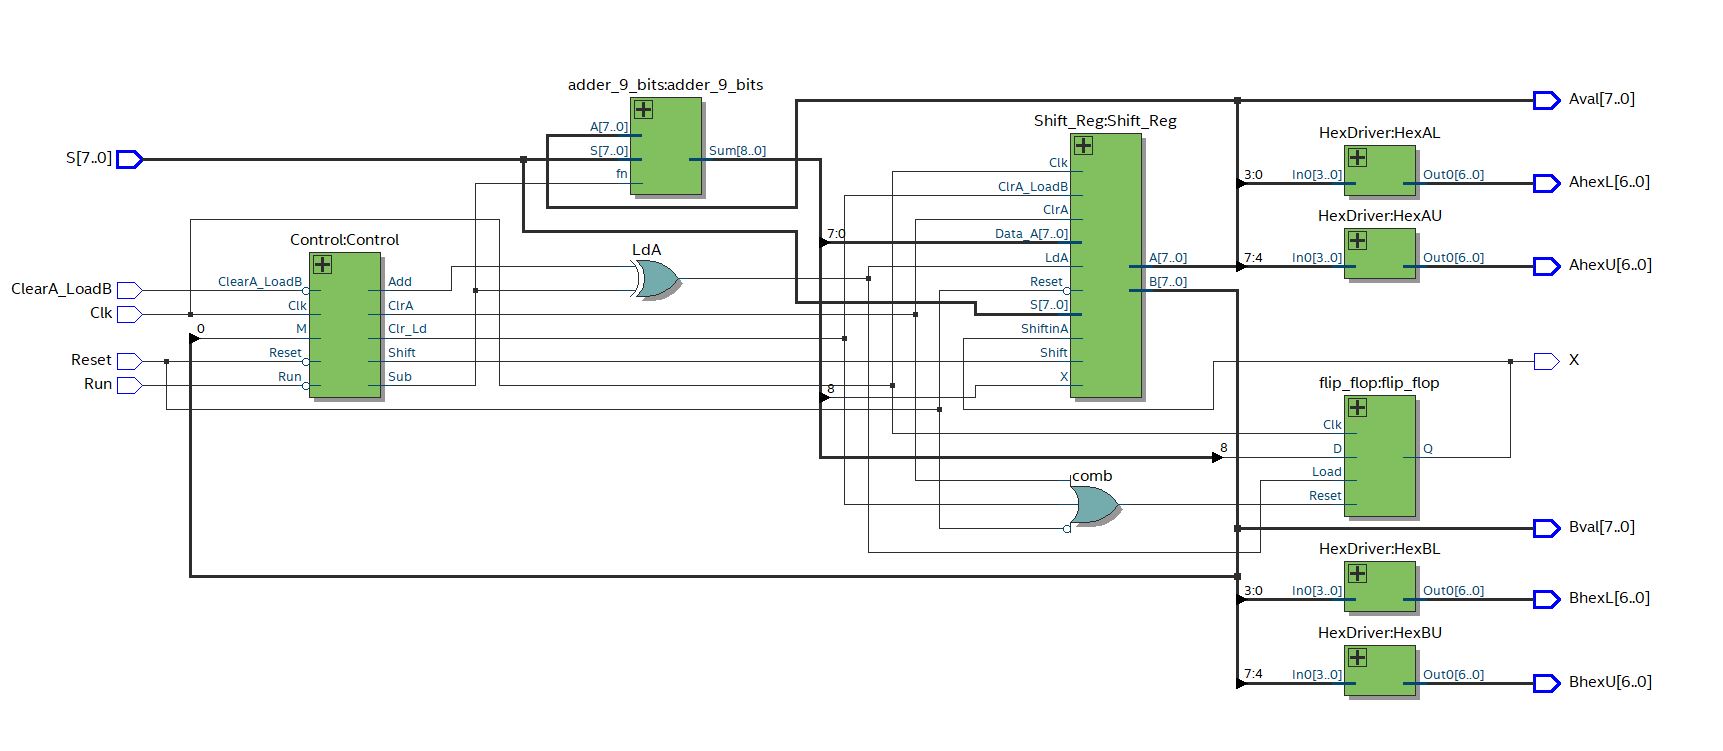 S[7..0]
ClearA_LoadB
Clk
Reset
Run
0
Control:Control
ClearA_LoadB
Clk
M
Reset
Run
Add
ClrA
Clr_Ld
Shift
Sub
adder_9_bits:adder_9_bits
A[7..0]
S[7..0]
fn
Sum[8..0]
LdA
7:0
8
Shift_Reg:Shift_Reg
Clk
ClrA_LoadB
ClrA
Data_A[7..0]
LdA
Reset
S[7..0]
ShiftinA
Shift
X
A[7..0]
B[7..0]
comb
8
3:0
HexDriver:HexAL
In0[3..0]
Out0[6..0]
7:4
HexDriver:HexAU
In0[3..0]
Out0[6..0]
flip_flop:flip_flop
Clk
D
Load
Reset
Q
3:0
HexDriver:HexBL
In0[3..0]
Out0[6..0]
7:4
HexDriver:HexBU
In0[3..0]
Out0[6..0]
Aval[7..0]
AhexL[6..0]
AhexU[6..0]
X
Bval[7..0]
BhexL[6..0]
BhexU[6..0]